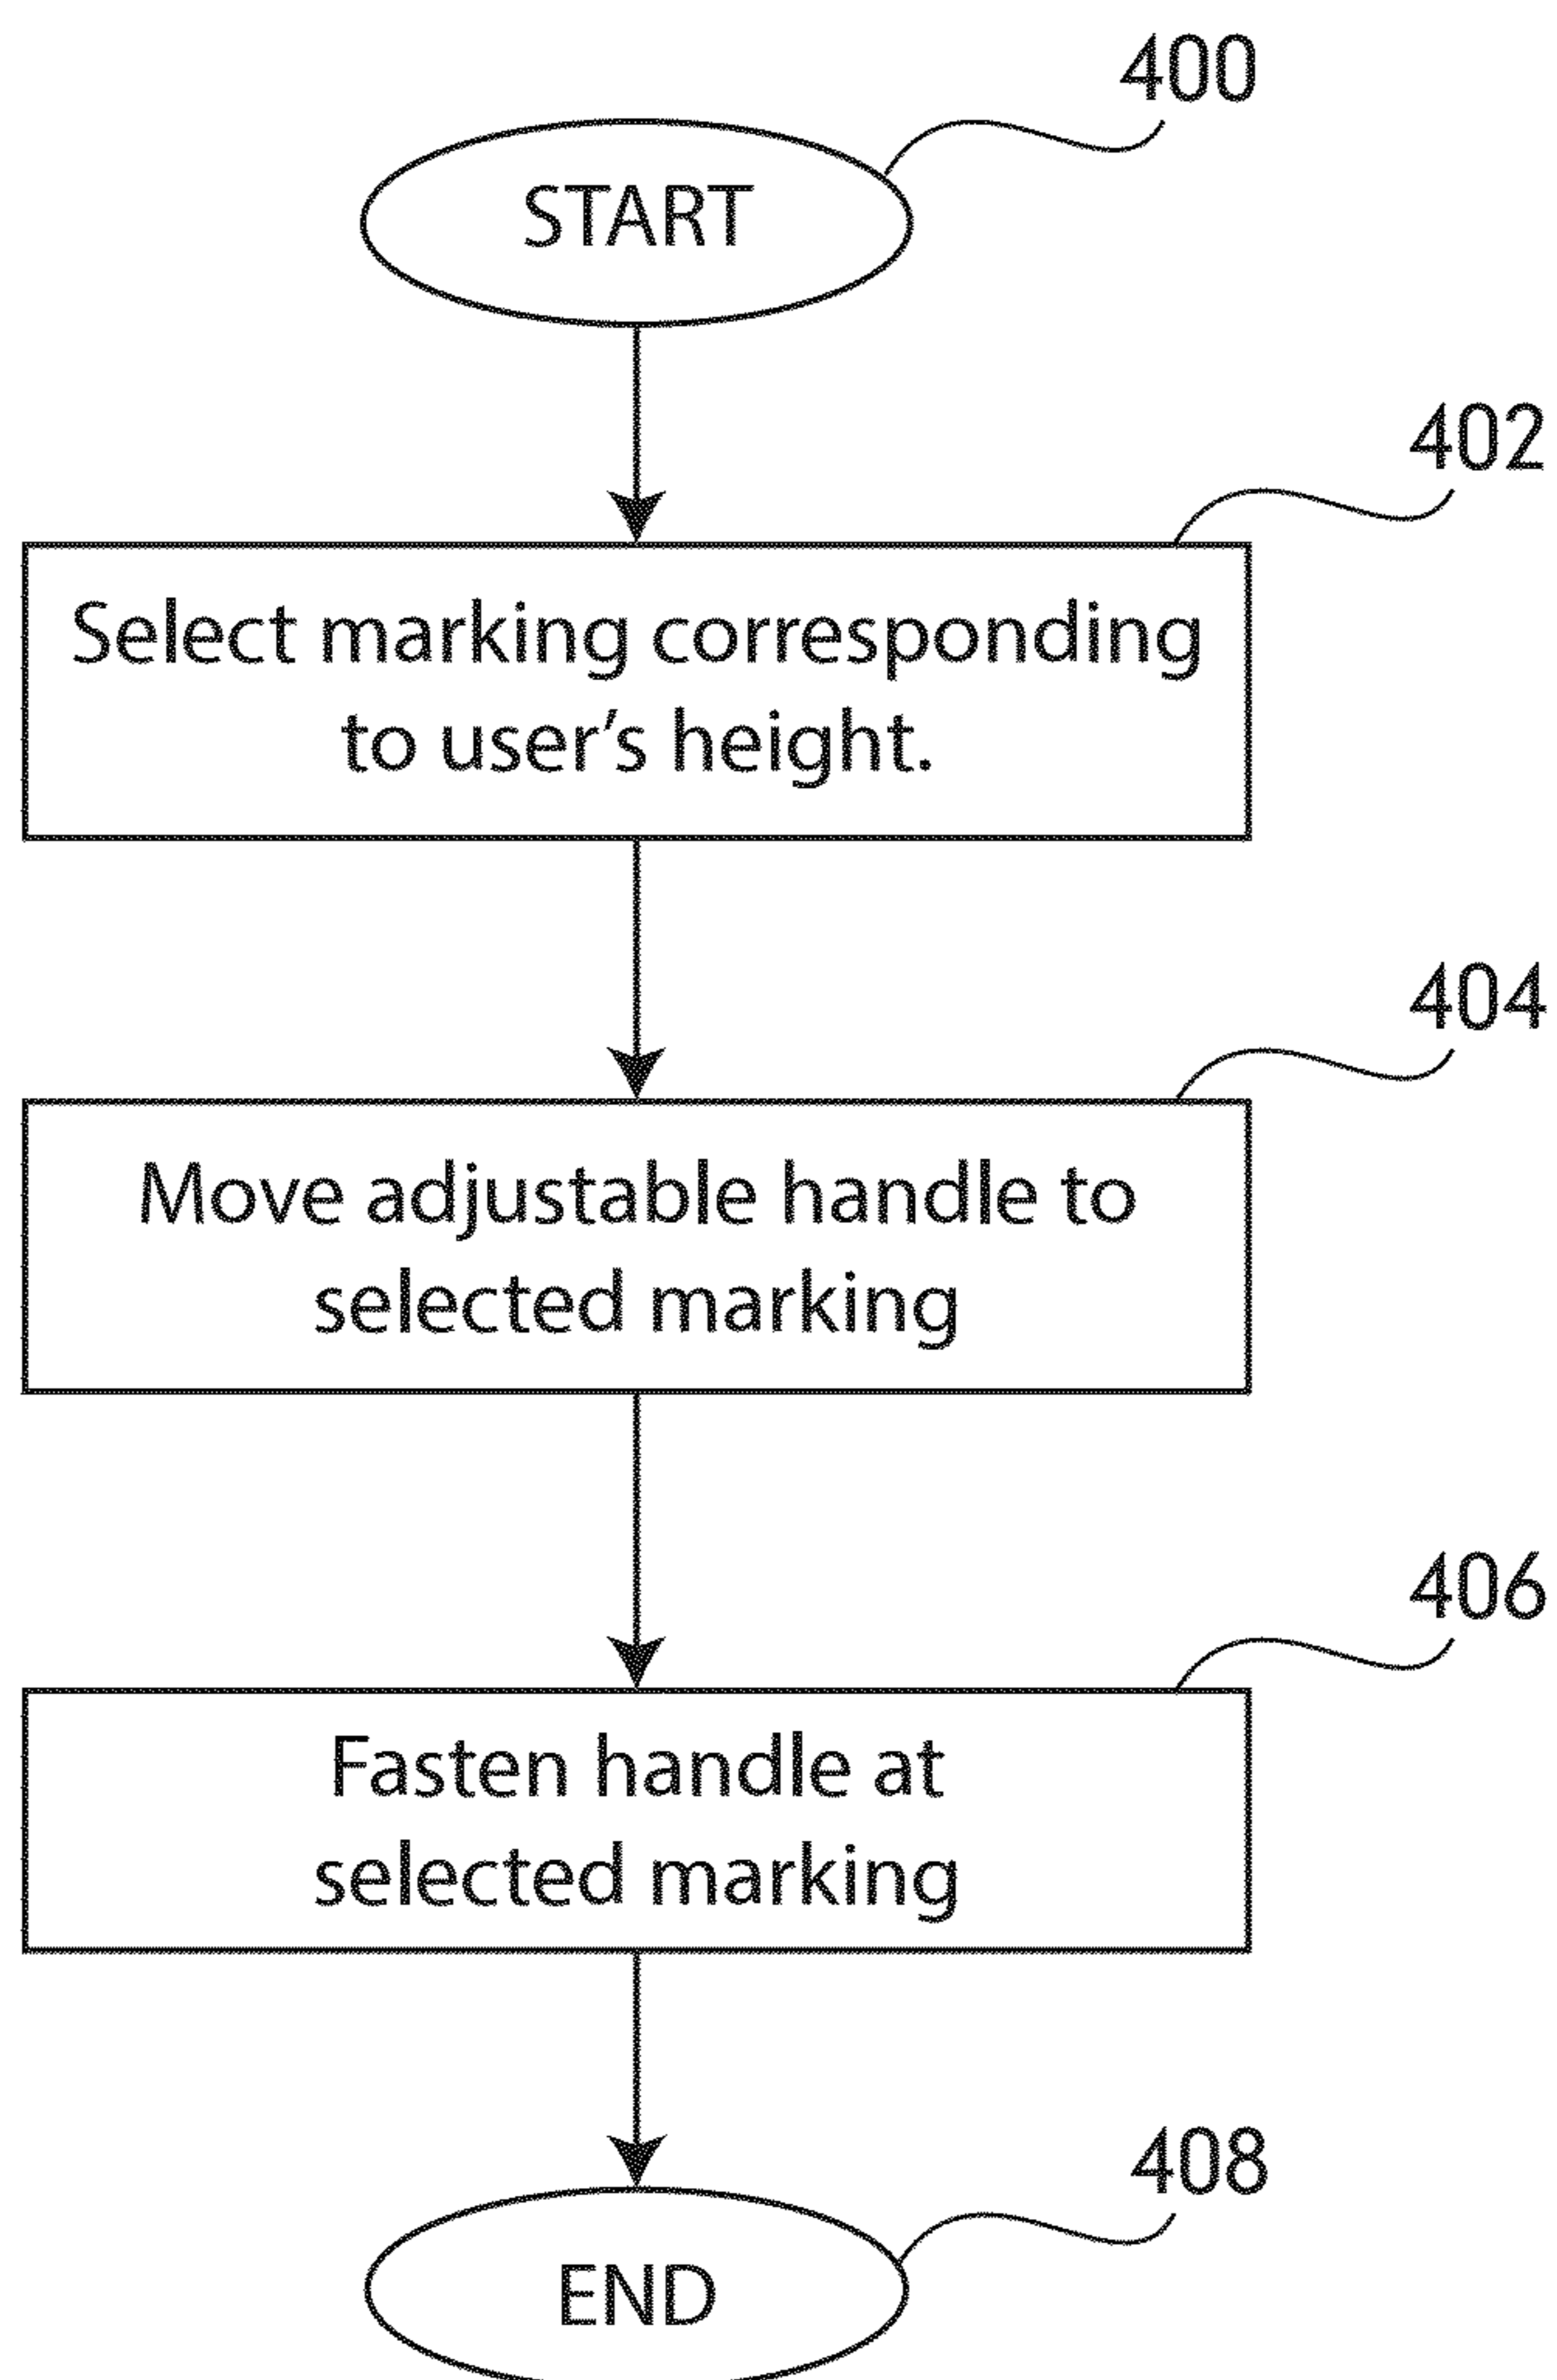 400
START
402
Select marking corresponding
to user’s height.
404
Move adjustable handle to
selected marking
406
Fasten handle at
selected marking
408
END